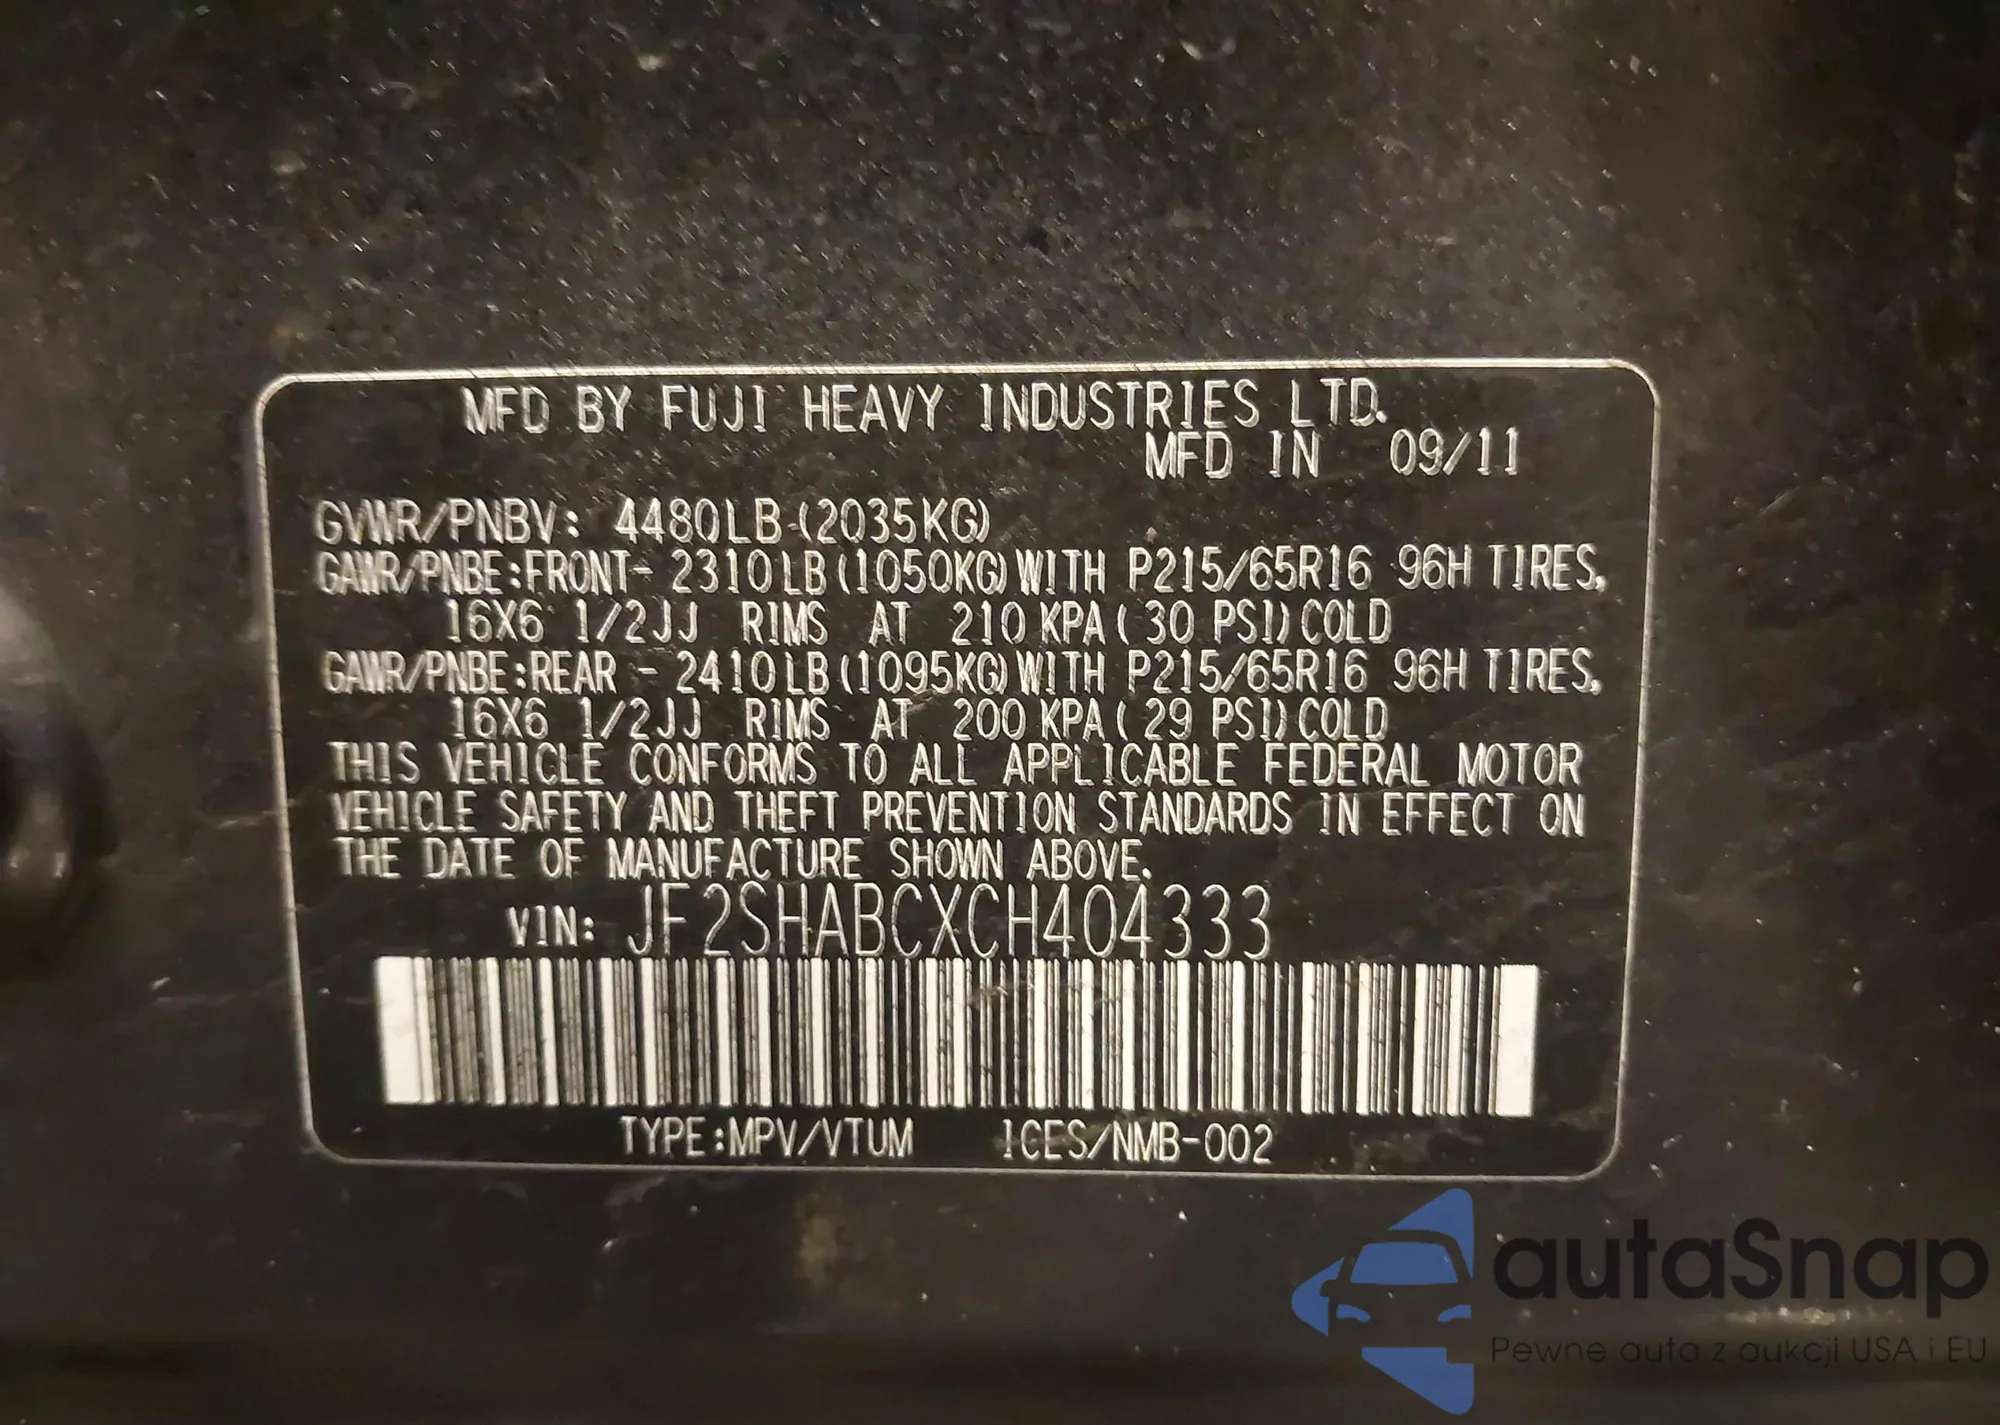 MFD BY FUJI HEAVY INDUSTRIES LTD.
MFD IN 09/11
GVWR/PNBV: 4480LB (2035KG)
GAWR/PNBE:FRONT- 2310LB(1050KG)WITH P215/65R16 96H TIRES,
16X6 1/2JJ RIMS AT 210 KPA( 30 PSI)COLD
GAWR/PNBE:REAR - 2410LB(1095KG)WITH P215/65R16 96H TIRES,
16X6 1/2JJ RIMS AT 200 KPA( 29 PSI)COLD
THIS VEHICLE CONFORMS TO ALL APPLICABLE FEDERAL MOTOR
VEHICLE SAFETY AND THEFT PREVENTION STANDARDS IN EFFECT ON
THE DATE OF MANUFACTURE SHOWN ABOVE.
VIN: JF2SHABCXCH404333
TYPE:MPV/VTUM ICES/NMB-002
autaSnap
Pewne auta z aukcji USA i EU